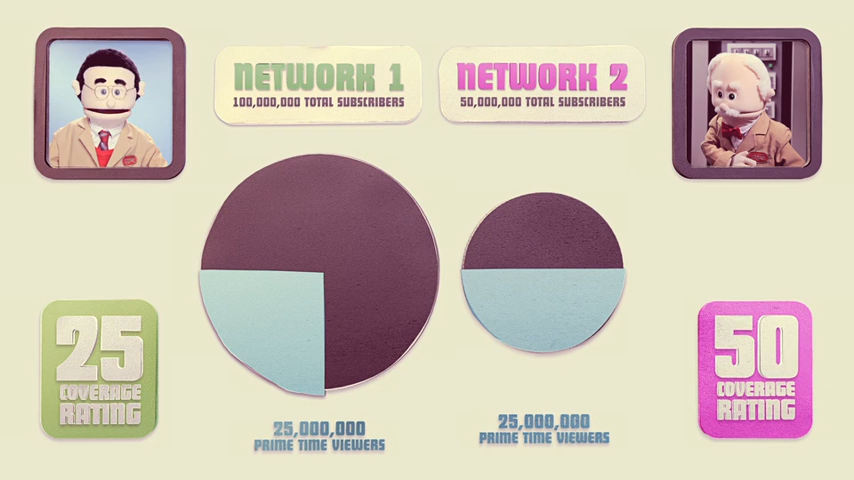 NETWORK 1
100,000,000 TOTAL SUBSCRIBERS
NETWORK 2
50,000,000 TOTAL SUBSCRIBERS
25
COVERAGE
RATING
50
COVERAGE
RATING
25,000,000
PRIME TIME VIEWERS
25,000,000
PRIME TIME VIEWERS